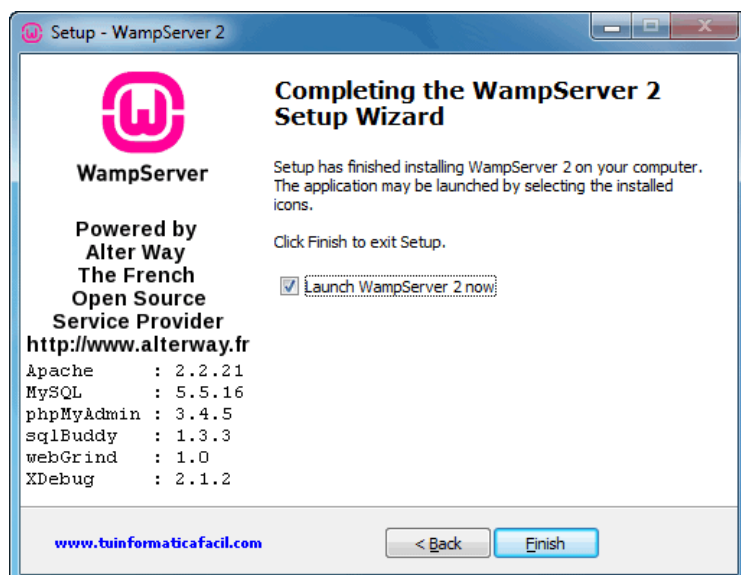 Setup - WampServer 2
WampServer
Powered by
Alter Way
The French
Open Source
Service Provider
http://www.alterway.fr
Apache : 2.2.21
MySQL : 5.5.16
phpMyAdmin : 3.4.5
sqlBuddy : 1.3.3
webGrind : 1.0
XDebug : 2.1.2
Completing the WampServer 2
Setup Wizard
Setup has finished installing WampServer 2 on your computer.
The application may be launched by selecting the installed
icons.
Click Finish to exit Setup.
Launch WampServer 2 now
www.tuinformaticafacil.com
< Back
Finish